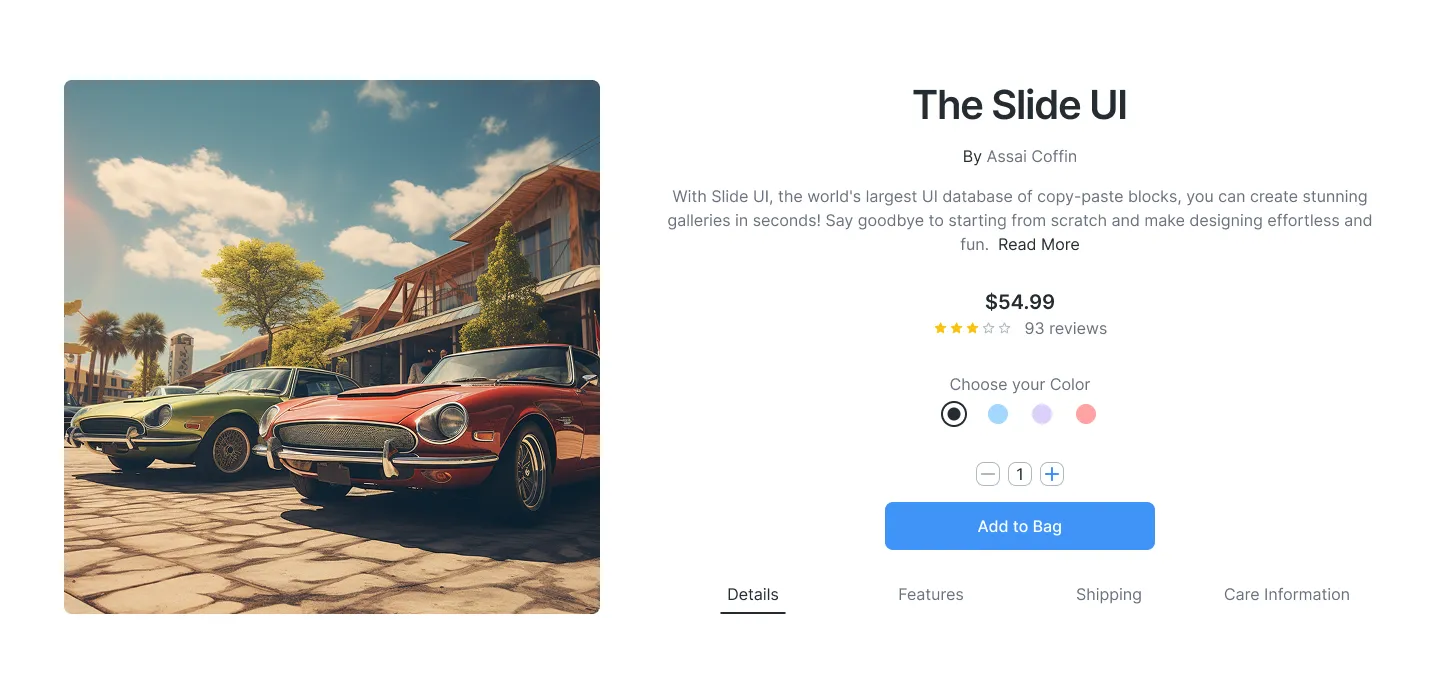 The Slide UI
By Assai Coffin
With Slide UI, the world's largest UI database of copy-paste blocks, you can create stunning
galleries in seconds! Say goodbye to starting from scratch and make designing effortless and
fun. Read More
$54.99
93 reviews
Choose your Color
1
Add to Bag
Details Features Shipping Care Information